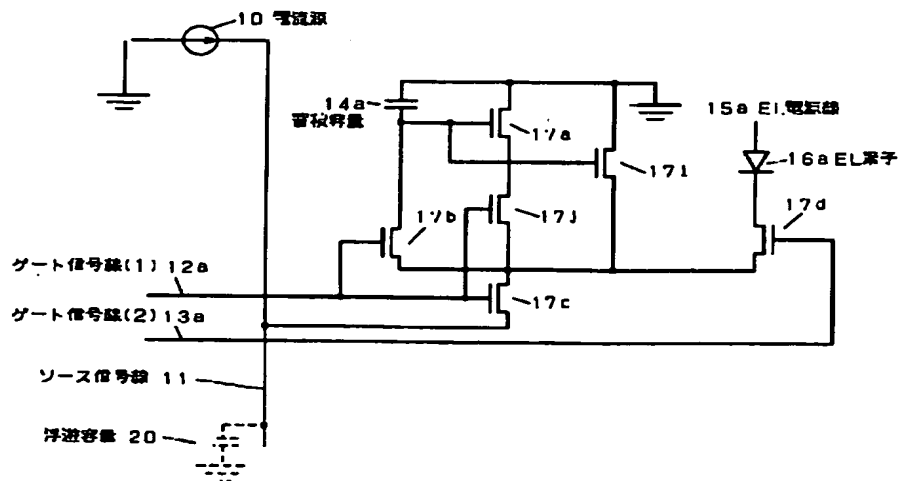 10 電流源
14a
蓄積容量
17a
15a EL電源部
16a EL素子
17i
17b
17j
17d
ゲート信号線(1) 12a
17c
ゲート信号線(2) 13a
ソース信号線 11
浮遊容量 20